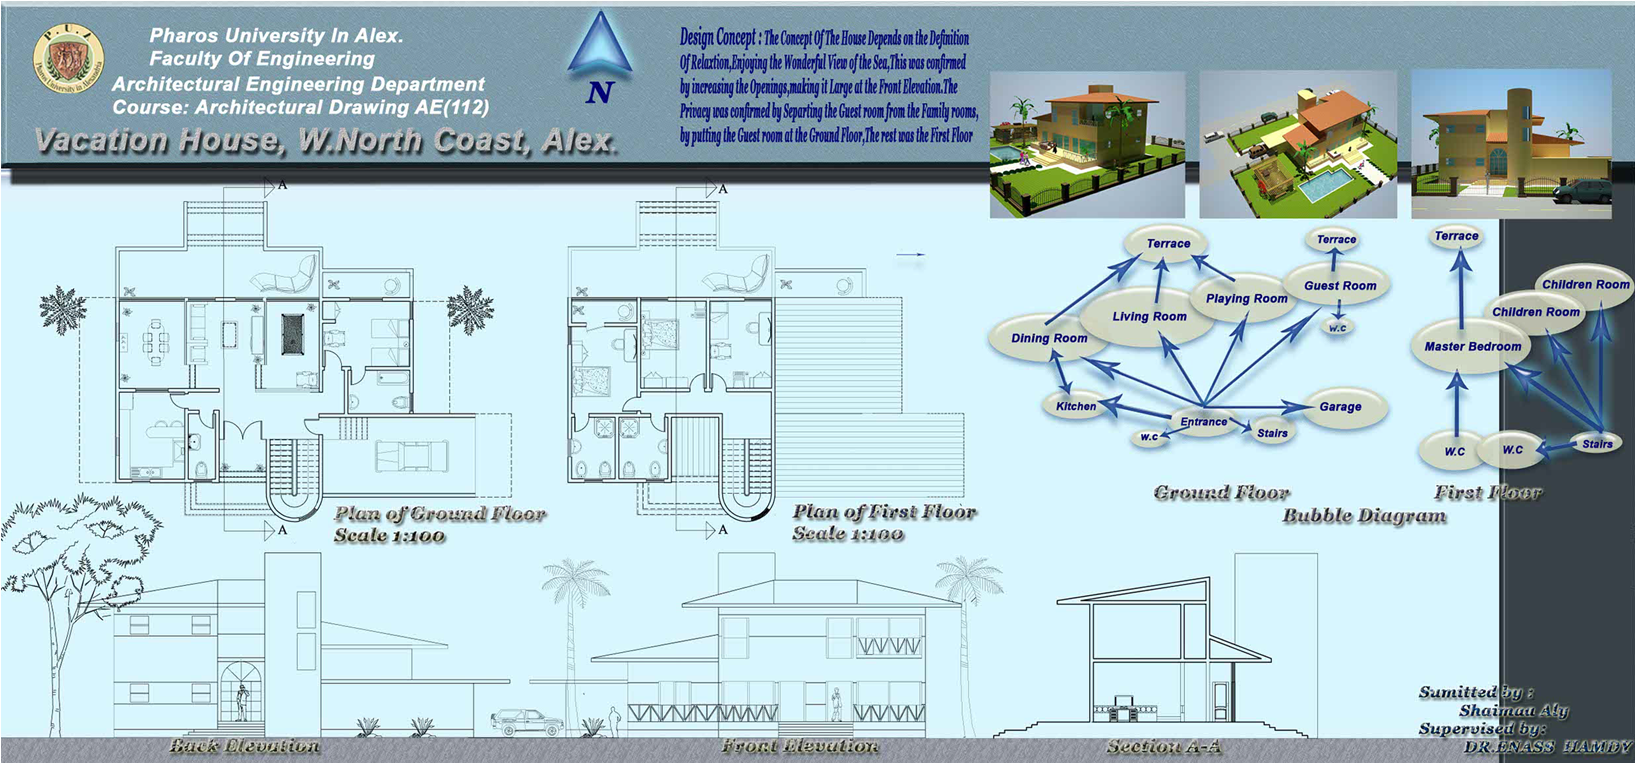 P.U.A
Pharos University in Alexandria
Pharos University In Alex.
Faculty Of Engineering
Architectural Engineering Department
Course: Architectural Drawing AE(112)
Vacation House, W.North Coast, Alex.
N
Design Concept : The Concept Of The House Depends on the Definition
Of Relaxtion,Enjoying the Wonderful View of the Sea,This was confirmed
by increasing the Openings,making it Large at the Front Elevation.The
Privacy was confirmed by Separting the Guest room from the Family rooms,
by putting the Guest room at the Ground Floor,The rest was the First Floor
A
A
Plan of Ground Floor
Scale 1:100
A
A
Plan of First Floor
Scale 1:100
Terrace
Terrace
Guest Room
Playing Room
Living Room
W.C
Dining Room
Kitchen
Garage
Entrance
W.C
Stairs
Ground Floor
Terrace
Children Room
Children Room
Master Bedroom
W.C
W.C
Stairs
First Floor
Bubble Diagram
Back Elevation
Front Elevation
Section A-A
Sumitted by :
Shaimaa Aly
Supervised by:
DR.ENASS HAMDY